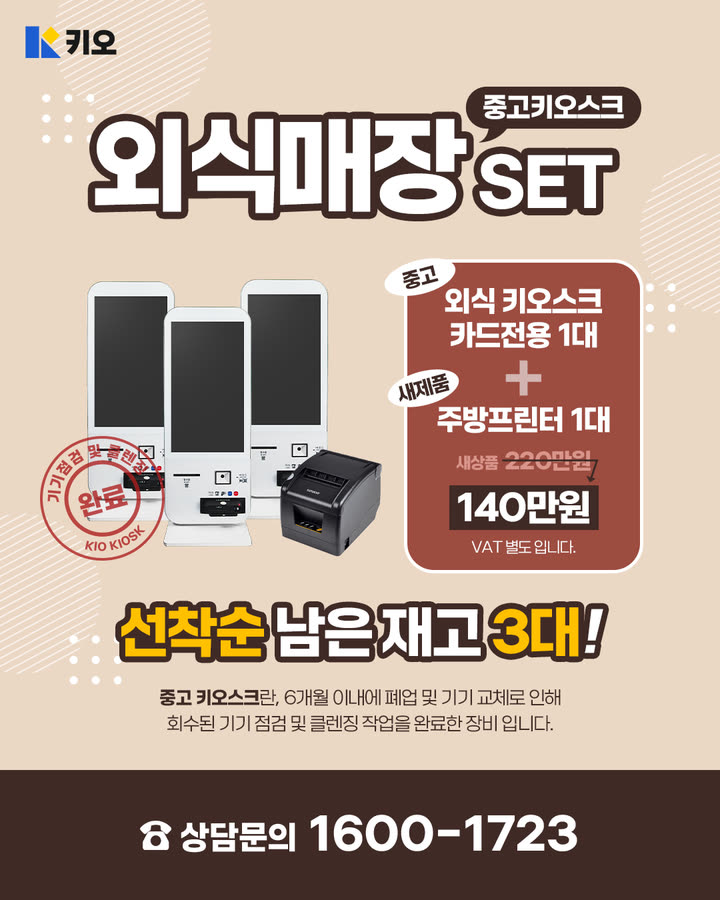 키오
중고키오스크
외식매장 SET
중고
외식 키오스크
카드전용 1대
+
새제품
주방프린터 1대
새상품 220만원
140만원
VAT 별도 입니다.
기기점검 및 클렌징
완료
KIO KIOSK
선착순 남은 재고 3대!
중고 키오스크란, 6개월 이내에 폐업 및 기기 교체로 인해
회수된 기기 점검 및 클렌징 작업을 완료한 장비 입니다.
상담문의 1600-1723